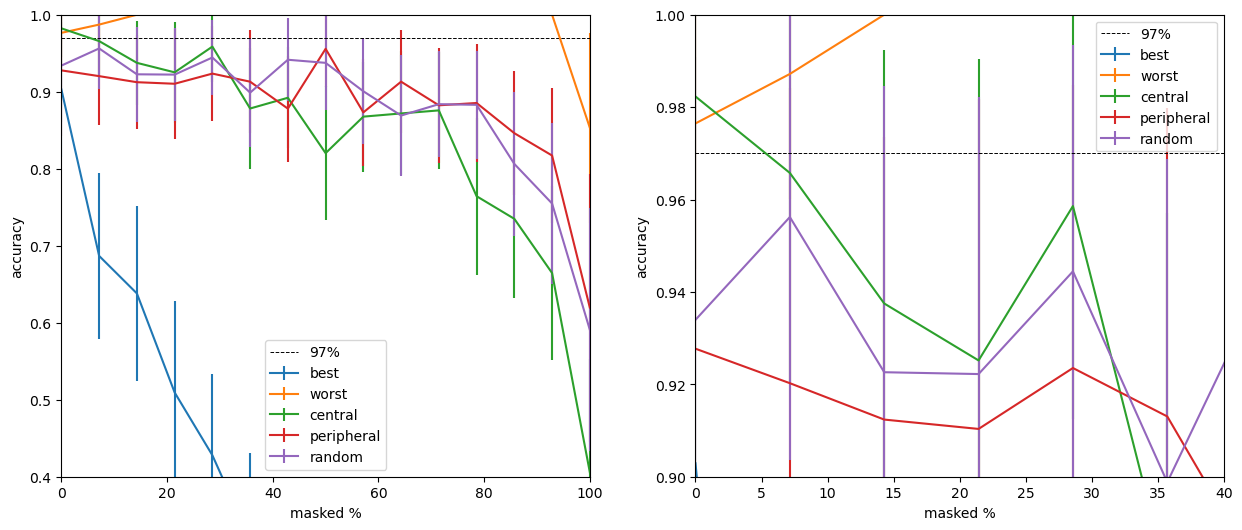 1.0
0.9
0.8
0.7
0.6
0.5
0.4
accuracy
0
20
40
60
80
100
masked %
97%
best
worst
central
peripheral
random
1.00
0.98
0.96
0.94
0.92
0.90
accuracy
0
5
10
15
20
25
30
35
40
masked %
97%
best
worst
central
peripheral
random